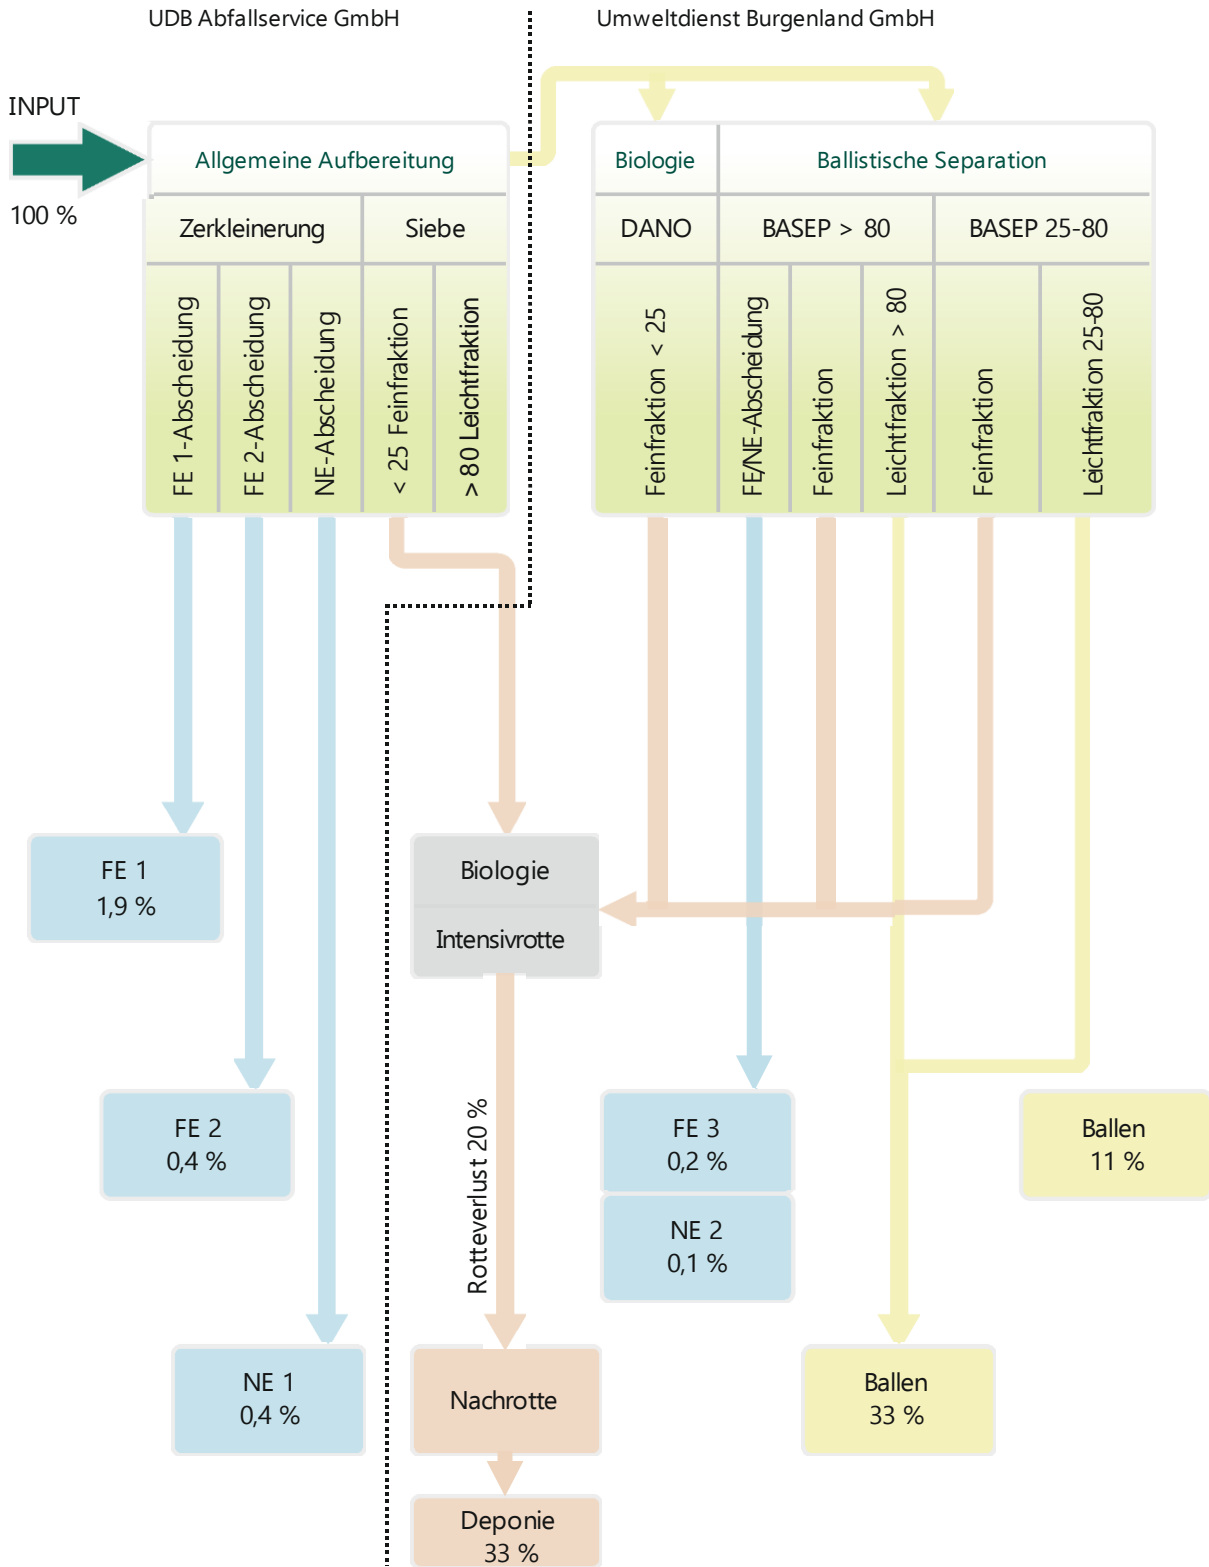 UDB Abfallservice GmbH
Umweltdienst Burgenland GmbH
INPUT
100 %
Allgemeine Aufbereitung
Zerkleinerung
Siebe
FE 1-Abscheidung
FE 2-Abscheidung
NE-Abscheidung
< 25 Feinfraktion
> 80 Leichtfraktion
Biologie
Ballistische Separation
DANO
BASEP > 80
BASEP 25-80
Feinfraktion < 25
FE/NE-Abscheidung
Feinfraktion
Leichtfraktion > 80
Feinfraktion
Leichtfraktion 25-80
FE 1
1,9 %
Biologie
Intensivrotte
FE 2
0,4 %
Rotteverlust 20 %
FE 3
0,2 %
NE 2
0,1 %
Ballen
11 %
NE 1
0,4 %
Nachrotte
Ballen
33 %
Deponie
33 %